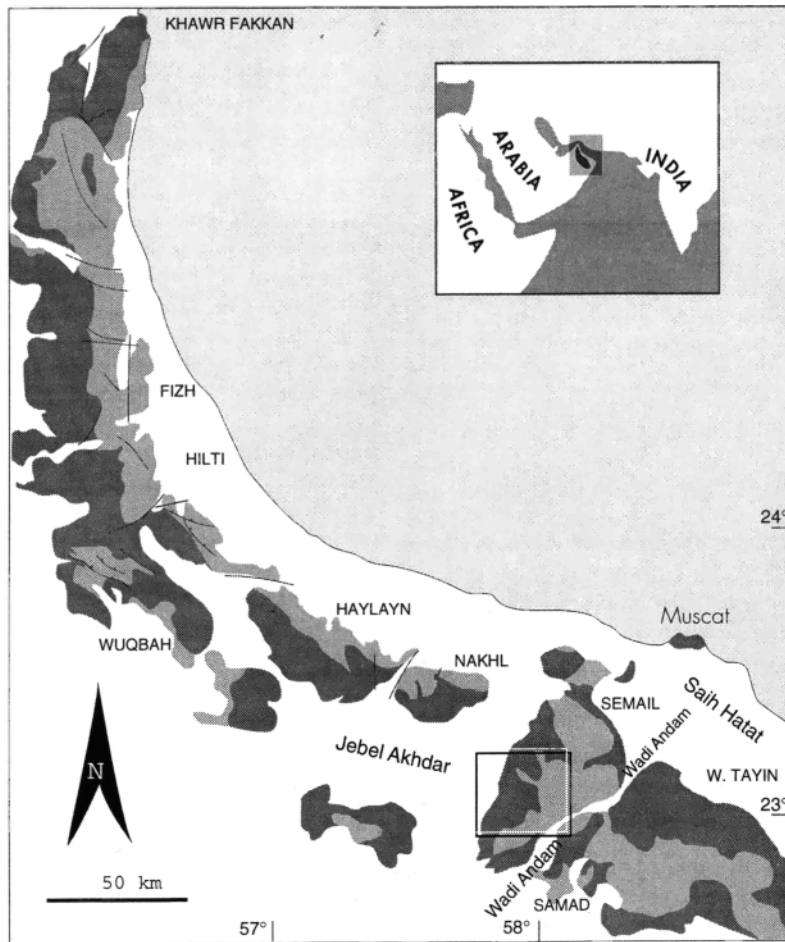 KHAWR FAKKAN
ARABIA
INDIA
AFRICA
FIZH
HILTI
24°
HAYLAYN
Muscat
WUQBAH
NAKHL
SEMAIL
Saih Hatat
Jebel Akhdar
Wadi Andam
W. TAYIN
N
23°
50 km
Wadi Andam
SAMAD
57°
58°